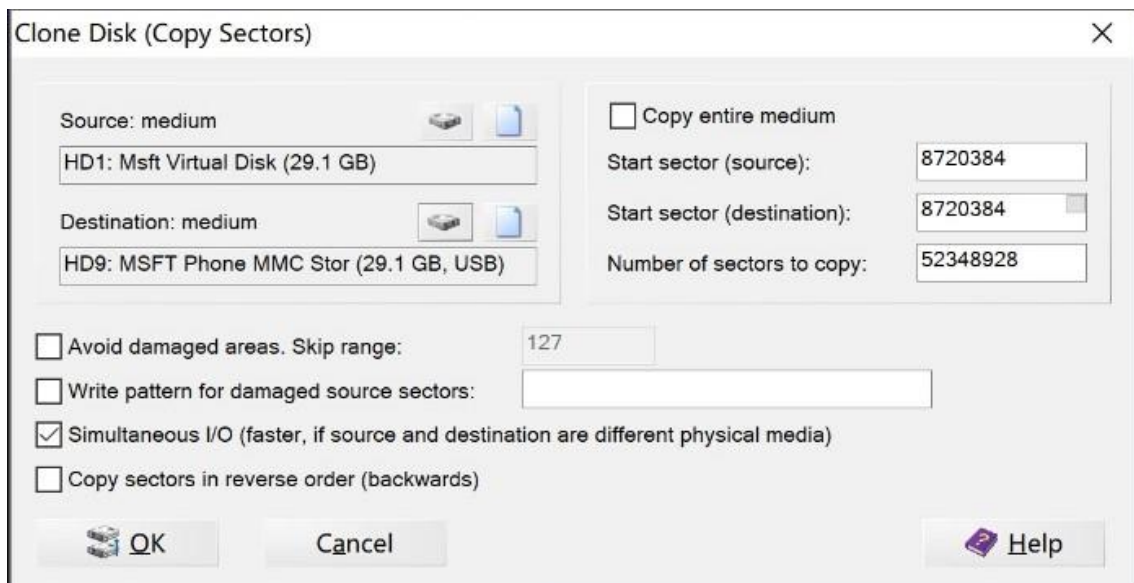 Clone Disk (Copy Sectors)
Source: medium
HD1: Msft Virtual Disk (29.1 GB)
Destination: medium
HD9: MSFT Phone MMC Stor (29.1 GB, USB)
Copy entire medium
Start sector (source): 8720384
Start sector (destination): 8720384
Number of sectors to copy: 52348928
Avoid damaged areas. Skip range: 127
Write pattern for damaged source sectors:
Simultaneous I/O (faster, if source and destination are different physical media)
Copy sectors in reverse order (backwards)
OK Cancel Help